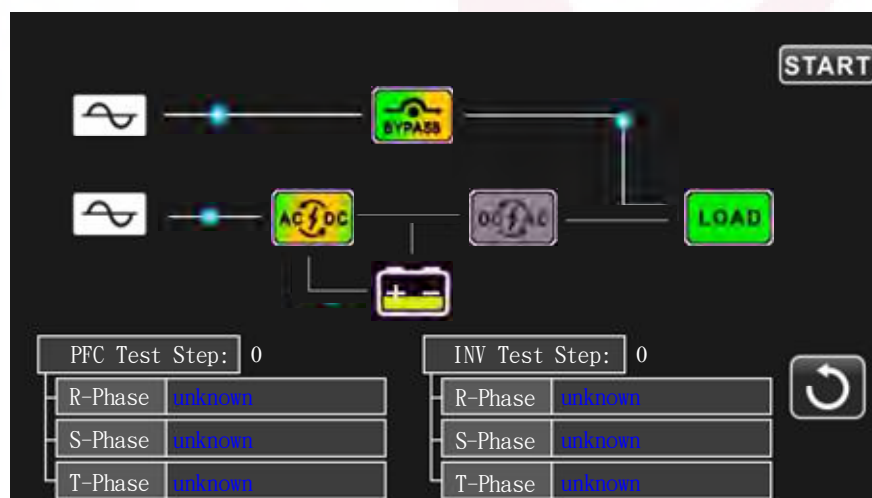 START
BYPASS
AC DC
DC AC
LOAD
+ -
PFC Test Step: 0
INV Test Step: 0
R-Phase unknown
R-Phase unknown
S-Phase unknown
S-Phase unknown
T-Phase unknown
T-Phase unknown